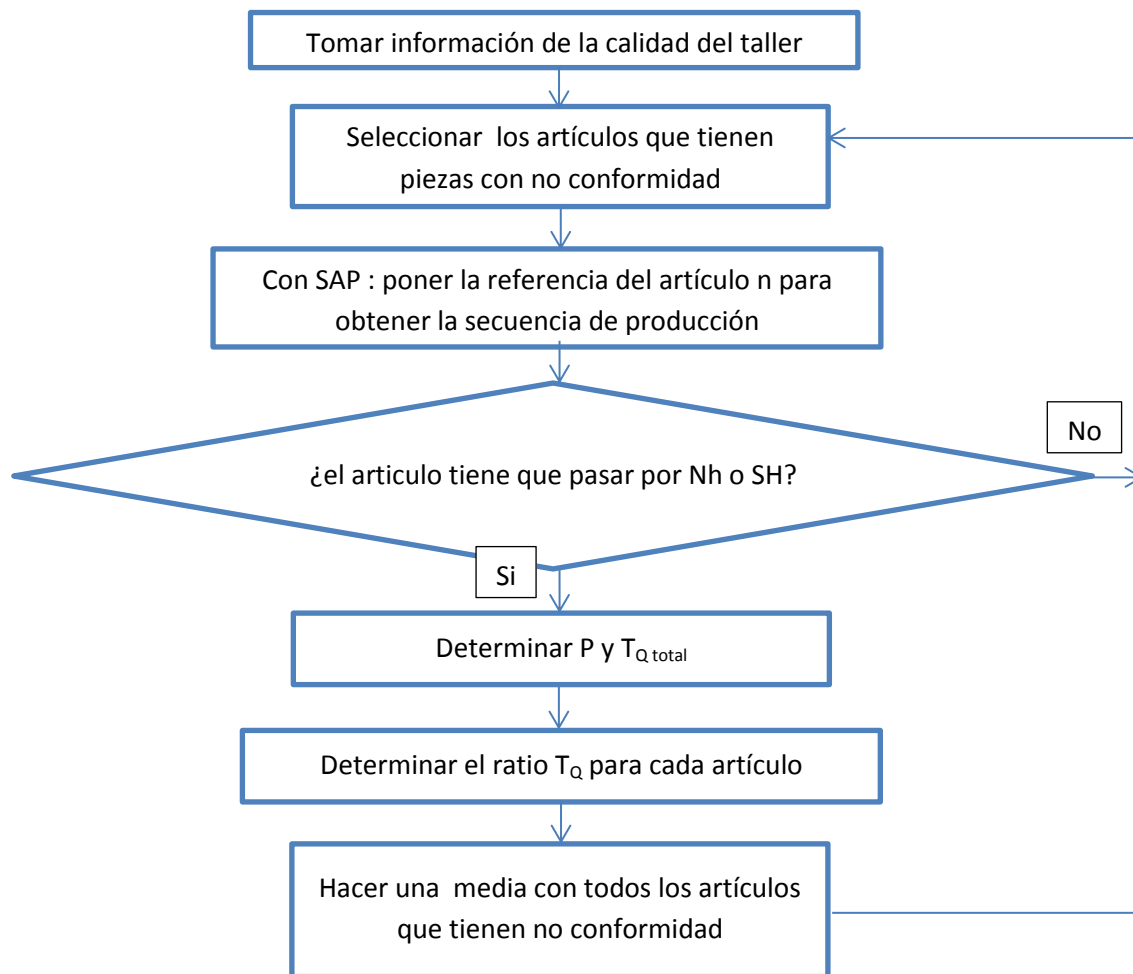 Tomar información de la calidad del taller
Seleccionar los artículos que tienen
piezas con no conformidad
Con SAP : poner la referencia del artículo n para
obtener la secuencia de producción
No
¿el articulo tiene que pasar por Nh o SH?
Si
Determinar P y TQ total
Determinar el ratio TQ para cada artículo
Hacer una media con todos los artículos
que tienen no conformidad